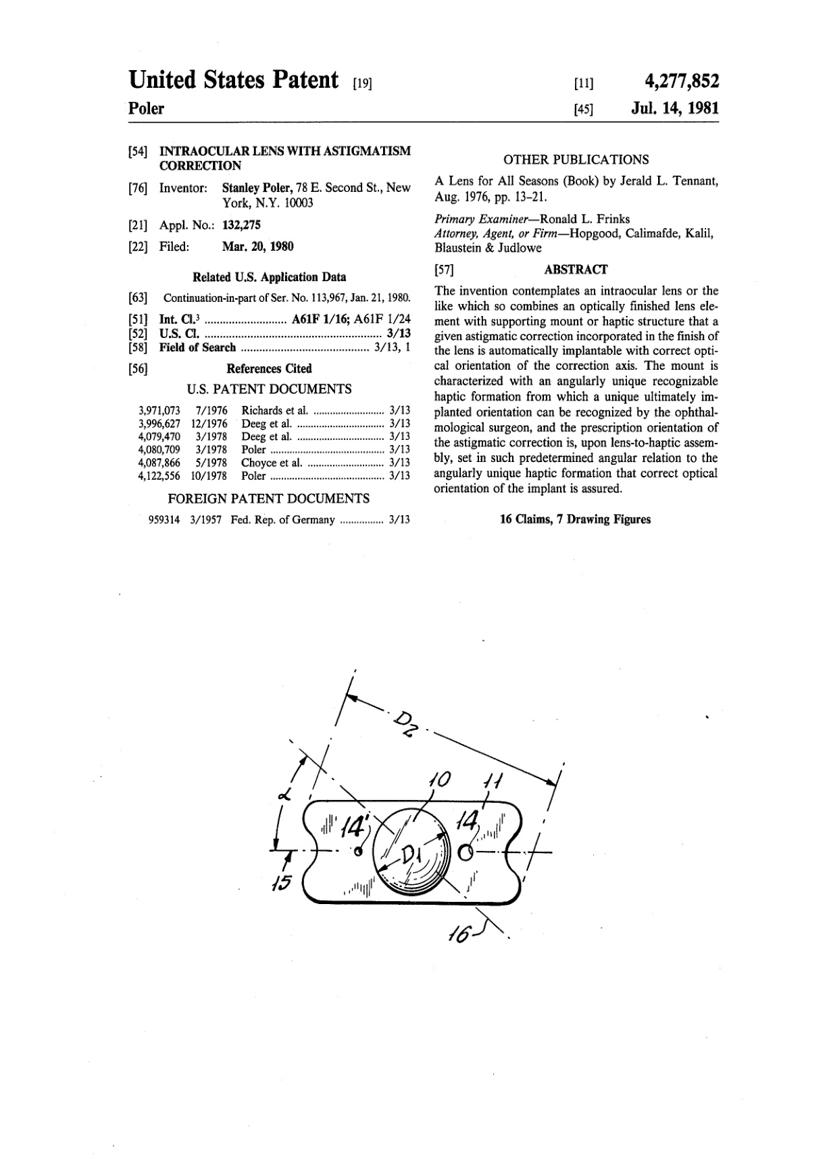 United States Patent [19]
[11] 4,277,852
Poler
[45] Jul. 14, 1981
[54] INTRAOCULAR LENS WITH ASTIGMATISM
CORRECTION
[76] Inventor: Stanley Poler, 78 E. Second St., New
York, N.Y. 10003
[21] Appl. No.: 132,275
[22] Filed: Mar. 20, 1980
Related U.S. Application Data
[63] Continuation-in-part of Ser. No. 113,967, Jan. 21, 1980.
[51] Int. Cl.³ ........................... A61F 1/16; A61F 1/24
[52] U.S. Cl. ...................................................... 3/13
[58] Field of Search ....................................... 3/13, 1
[56] References Cited
U.S. PATENT DOCUMENTS
3,971,073 7/1976 Richards et al. ......................... 3/13
3,996,627 12/1976 Deeg et al. ................................ 3/13
4,079,470 3/1978 Deeg et al. ................................ 3/13
4,080,709 3/1978 Poler .......................................... 3/13
4,087,866 5/1978 Choyce et al. ........................... 3/13
4,122,556 10/1978 Poler .......................................... 3/13
FOREIGN PATENT DOCUMENTS
959314 3/1957 Fed. Rep. of Germany ............... 3/13
OTHER PUBLICATIONS
A Lens for All Seasons (Book) by Jerald L. Tennant,
Aug. 1976, pp. 13-21.
Primary Examiner—Ronald L. Frinks
Attorney, Agent, or Firm—Hopgood, Calimafde, Kalil,
Blaustein & Judlowe
[57] ABSTRACT
The invention contemplates an intraocular lens or the
like which so combines an optically finished lens ele-
ment with supporting mount or haptic structure that a
given astigmatic correction incorporated in the finish of
the lens is automatically implantable with correct opti-
cal orientation of the correction axis. The mount is
characterized with an angularly unique recognizable
haptic formation from which a unique ultimately im-
planted orientation can be recognized by the ophthal-
mological surgeon, and the prescription orientation of
the astigmatic correction is, upon lens-to-haptic assem-
bly, set in such predetermined angular relation to the
angularly unique haptic formation that correct optical
orientation of the implant is assured.
16 Claims, 7 Drawing Figures
D2
10
11
α
14'
14
D1
15
16